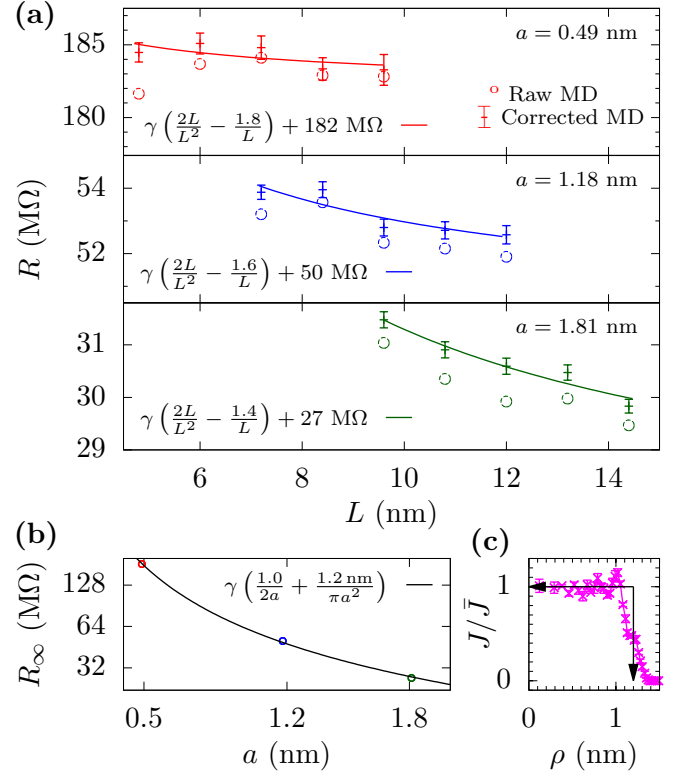 (a)
185
180
a = 0.49 nm
Raw MD
Corrected MD
γ (2L/L² − 1.8/L) + 182 MΩ
54
52
a = 1.18 nm
γ (2L/L² − 1.6/L) + 50 MΩ
R (MΩ)
31
30
29
a = 1.81 nm
γ (2L/L² − 1.4/L) + 27 MΩ
6 8 10 12 14
L (nm)
(b)
128
64
32
R∞ (MΩ)
γ (1.0/2a + 1.2 nm/πa²)
0.5 1.2 1.8
a (nm)
(c)
1
0
J/J̄
0 1
ρ (nm)